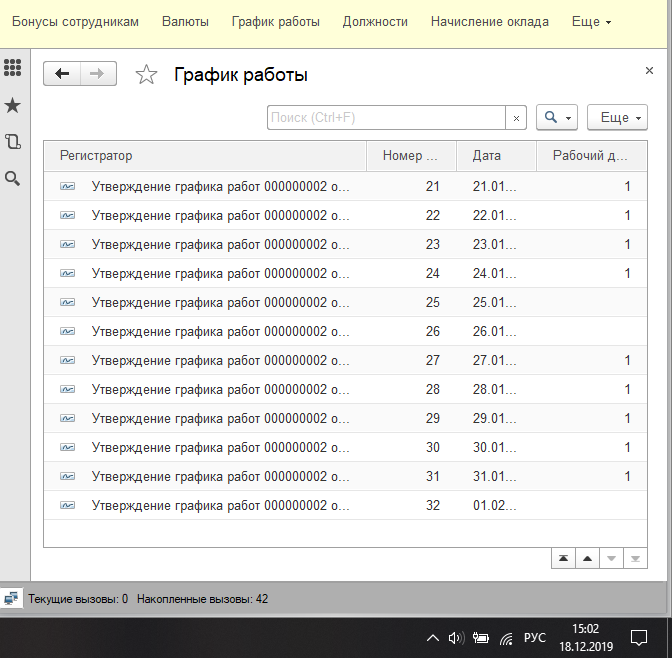 Бонусы сотрудникам Валюты График работы Должности Начисление оклада Еще
График работы
Поиск (Ctrl+F) Еще
Регистратор Номер ... Дата Рабочий д...
Утверждение графика работ 000000002 о... 21 21.01... 1
Утверждение графика работ 000000002 о... 22 22.01... 1
Утверждение графика работ 000000002 о... 23 23.01... 1
Утверждение графика работ 000000002 о... 24 24.01... 1
Утверждение графика работ 000000002 о... 25 25.01...
Утверждение графика работ 000000002 о... 26 26.01...
Утверждение графика работ 000000002 о... 27 27.01... 1
Утверждение графика работ 000000002 о... 28 28.01... 1
Утверждение графика работ 000000002 о... 29 29.01... 1
Утверждение графика работ 000000002 о... 30 30.01... 1
Утверждение графика работ 000000002 о... 31 31.01... 1
Утверждение графика работ 000000002 о... 32 01.02...
Текущие вызовы: 0 Накопленные вызовы: 42
РУС 15:02
18.12.2019